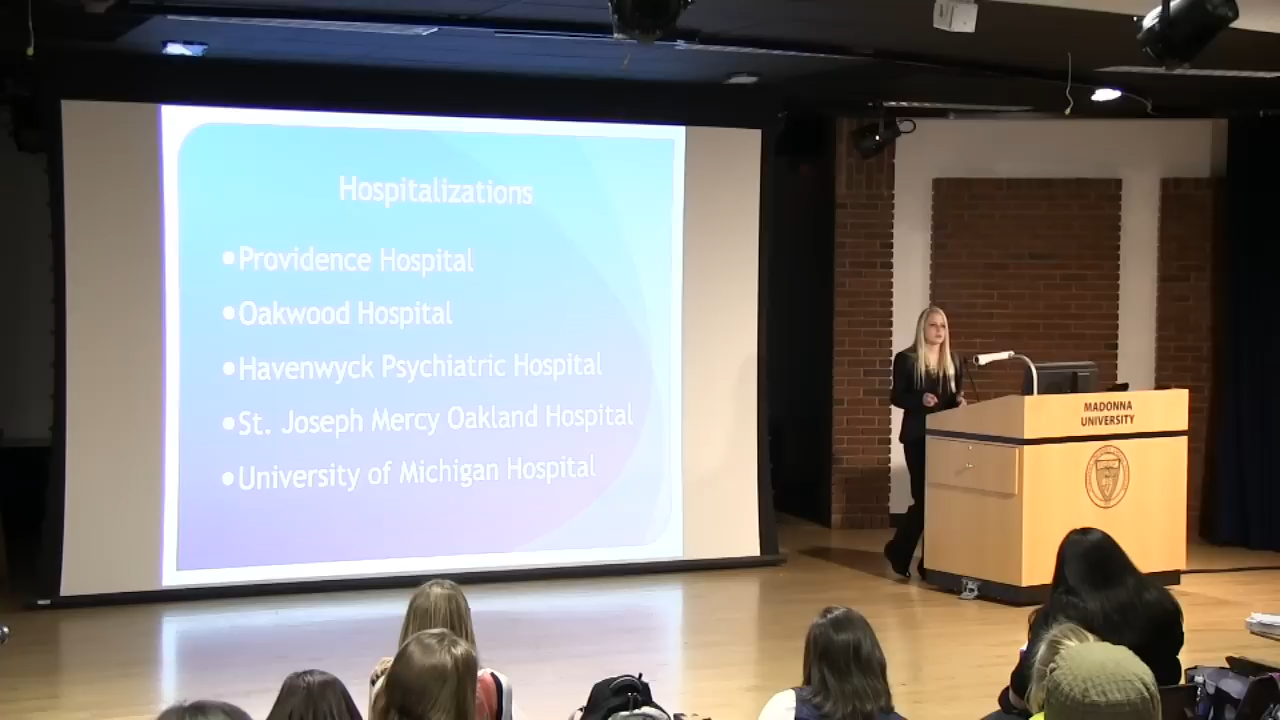 Hospitalizations
•Providence Hospital
•Oakwood Hospital
•Havenwyck Psychiatric Hospital
•St. Joseph Mercy Oakland Hospital
•University of Michigan Hospital
MADONNA
UNIVERSITY